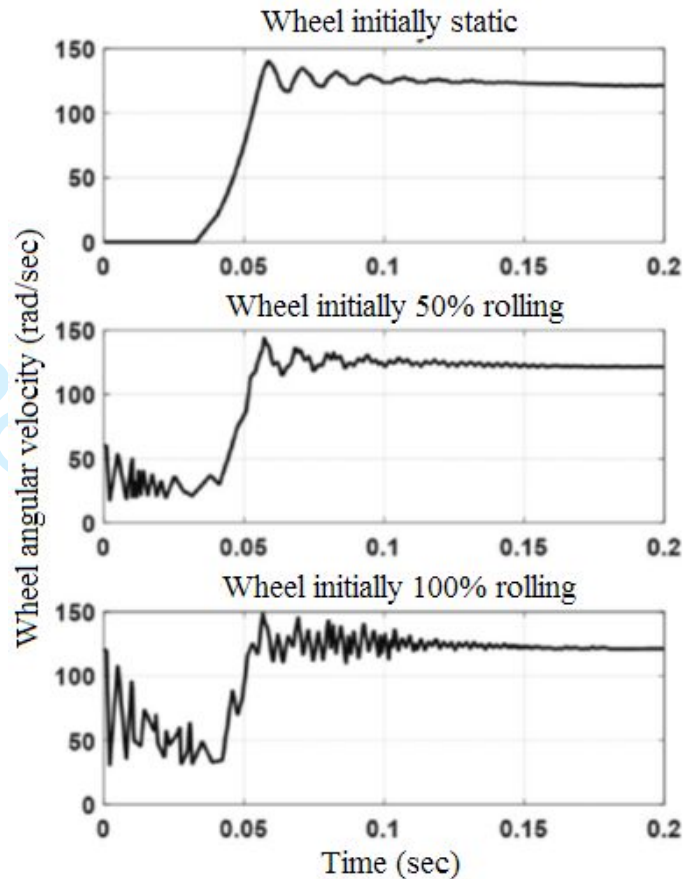 Wheel initially static
150
100
50
0
0 0.05 0.1 0.15 0.2
Wheel initially 50% rolling
150
100
50
0
0 0.05 0.1 0.15 0.2
Wheel initially 100% rolling
150
100
50
0
0 0.05 0.1 0.15 0.2
Time (sec)
Wheel angular velocity (rad/sec)